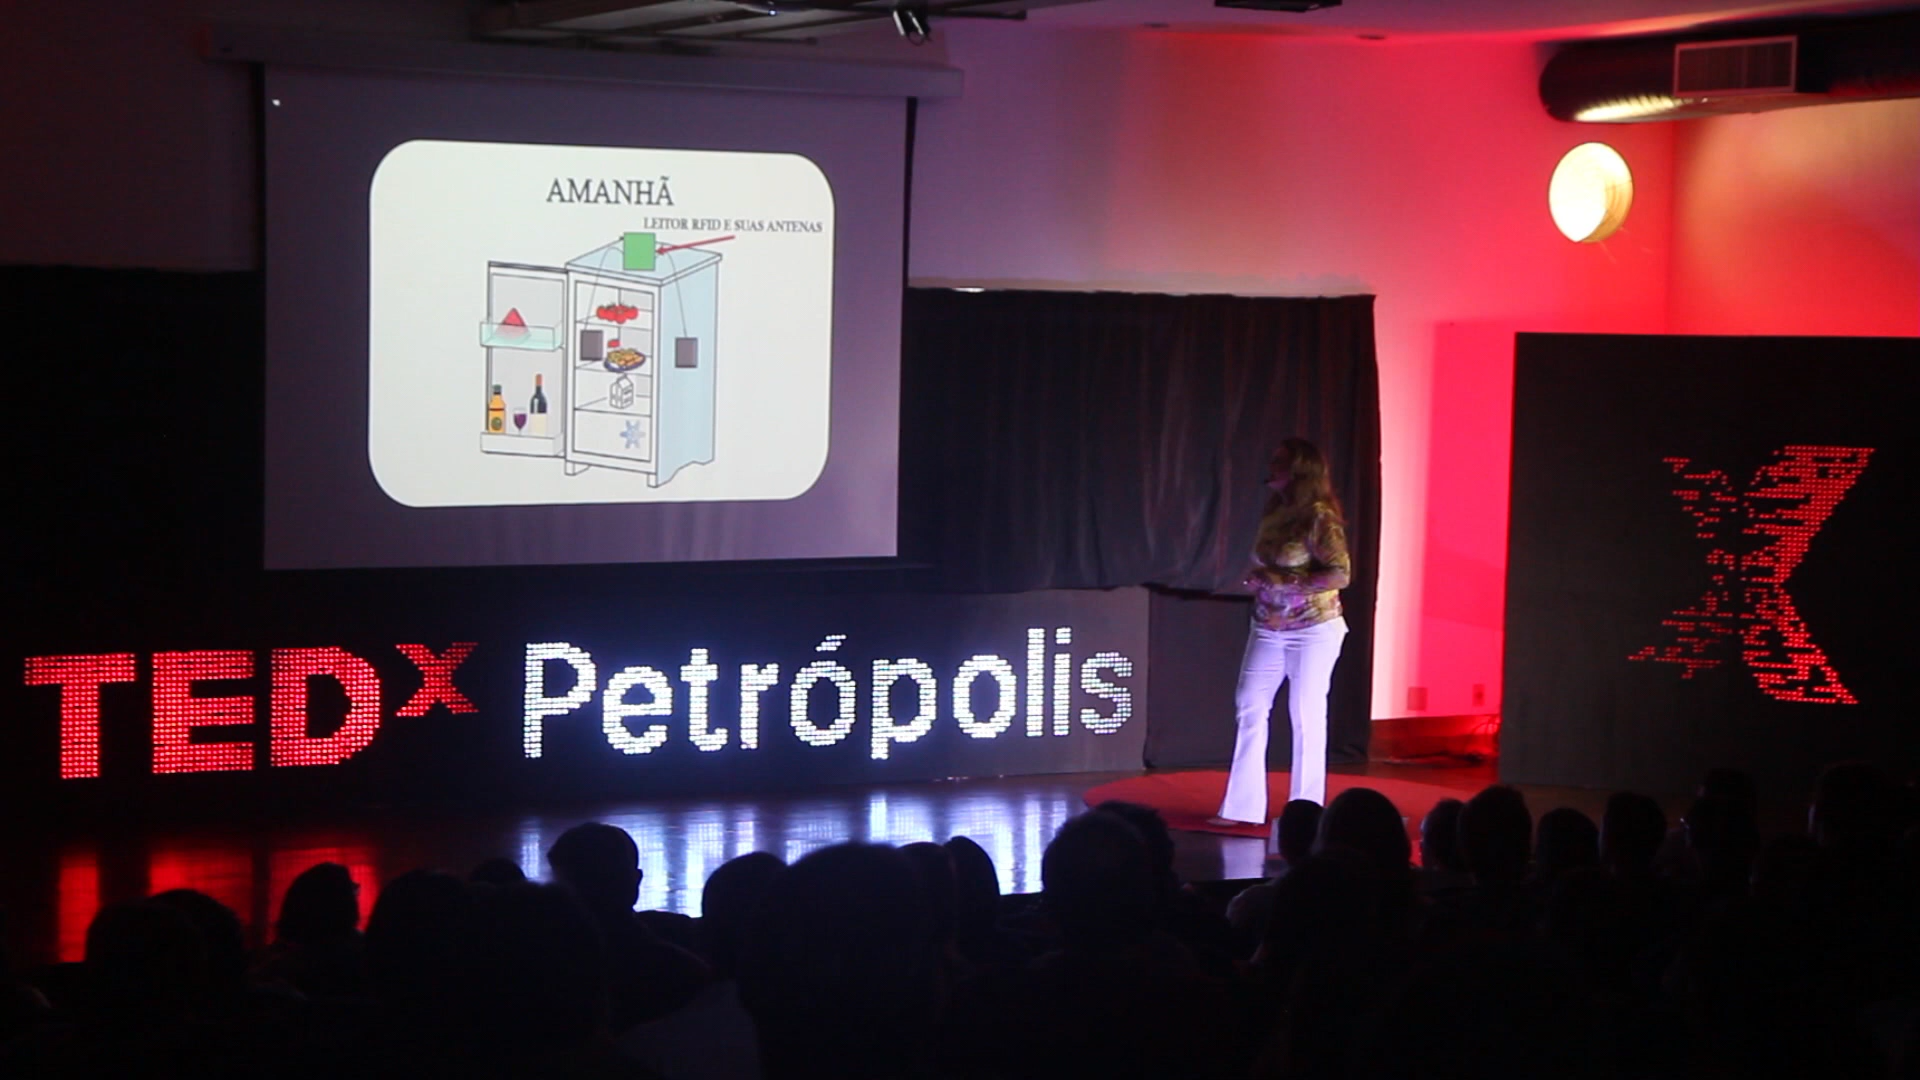 AMANHÃ
LEITOR RFID E SUAS ANTENAS
TEDx Petrópolis
X